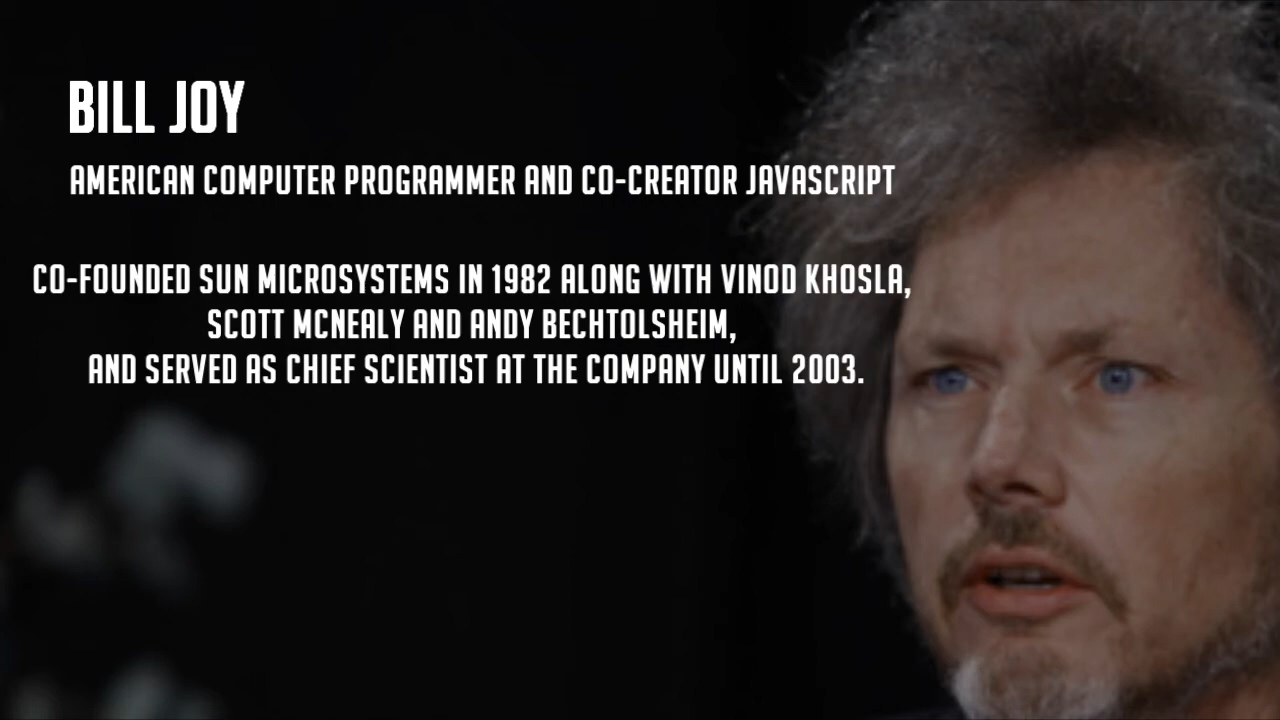 BILL JOY
AMERICAN COMPUTER PROGRAMMER AND CO-CREATOR JAVASCRIPT
CO-FOUNDED SUN MICROSYSTEMS IN 1982 ALONG WITH VINOD KHOSLA,
SCOTT MCNEALY AND ANDY BECHTOLSHEIM,
AND SERVED AS CHIEF SCIENTIST AT THE COMPANY UNTIL 2003.